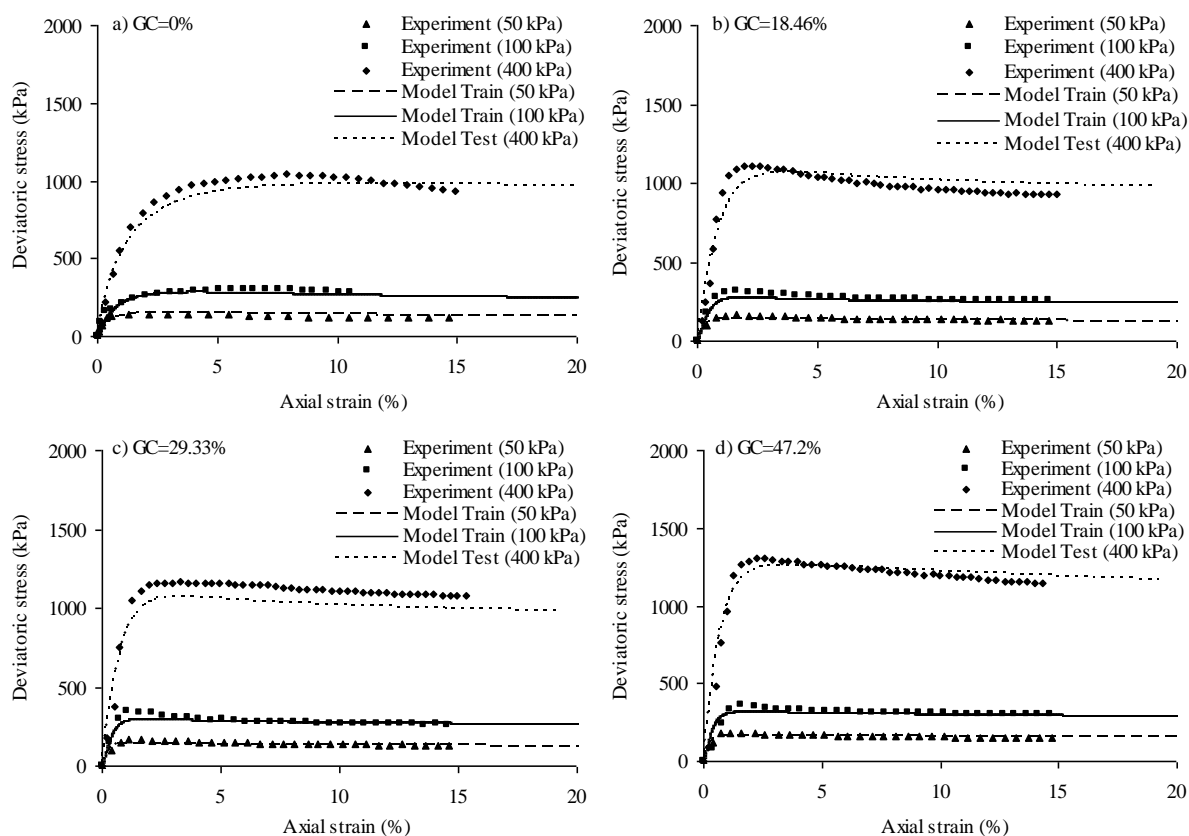 a) GC=0%
Experiment (50 kPa)
Experiment (100 kPa)
Experiment (400 kPa)
Model Train (50 kPa)
Model Train (100 kPa)
Model Test (400 kPa)
2000
1500
1000
500
0
Deviatoric stress (kPa)
0 5 10 15 20
Axial strain (%)
b) GC=18.46%
Experiment (50 kPa)
Experiment (100 kPa)
Experiment (400 kPa)
Model Train (50 kPa)
Model Train (100 kPa)
Model Test (400 kPa)
2000
1500
1000
500
0
Deviatoric stress (kPa)
0 5 10 15 20
Axial strain (%)
c) GC=29.33%
Experiment (50 kPa)
Experiment (100 kPa)
Experiment (400 kPa)
Model Train (50 kPa)
Model Train (100 kPa)
Model Test (400 kPa)
2000
1500
1000
500
0
Deviatoric stress (kPa)
0 5 10 15 20
Axial strain (%)
d) GC=47.2%
Experiment (50 kPa)
Experiment (100 kPa)
Experiment (400 kPa)
Model Train (50 kPa)
Model Train (100 kPa)
Model Test (400 kPa)
2000
1500
1000
500
0
Deviatoric stress (kPa)
0 5 10 15 20
Axial strain (%)